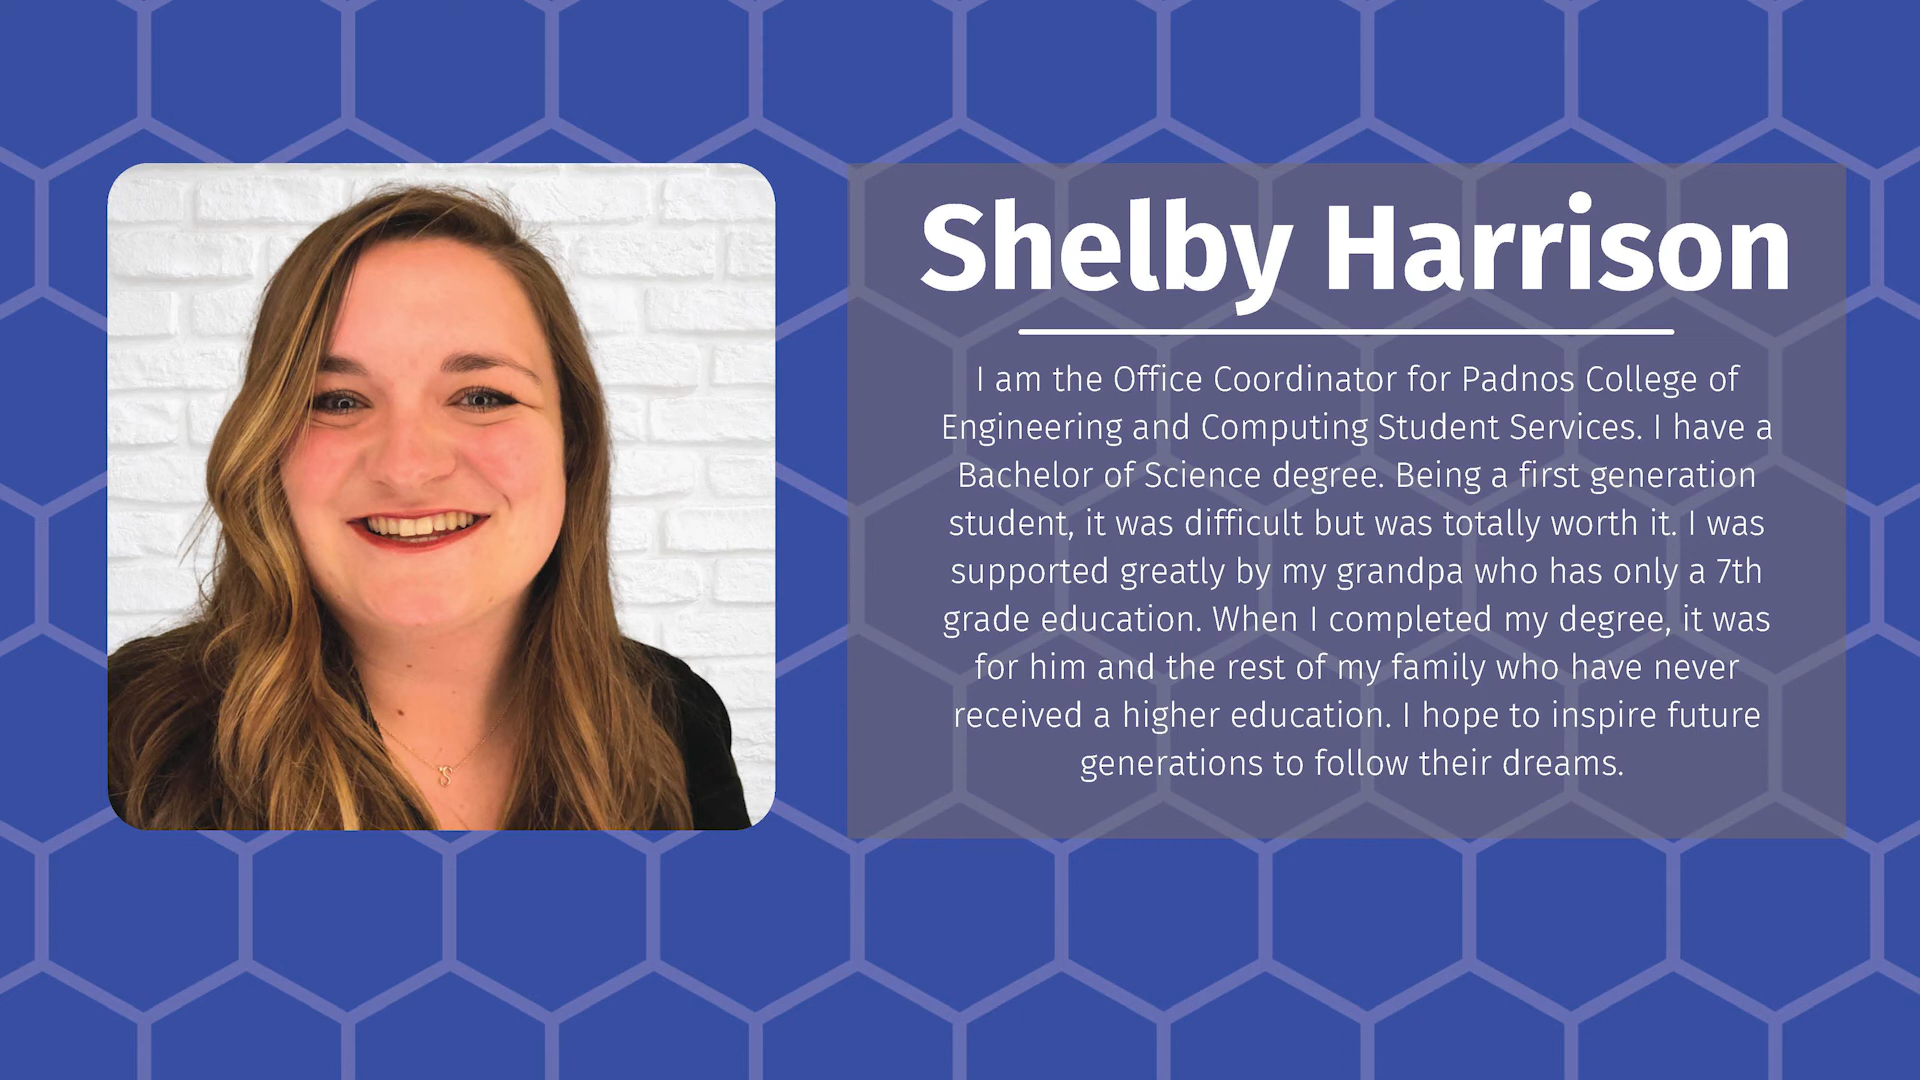 Shelby Harrison
I am the Office Coordinator for Padnos College of
Engineering and Computing Student Services. I have a
Bachelor of Science degree. Being a first generation
student, it was difficult but was totally worth it. I was
supported greatly by my grandpa who has only a 7th
grade education. When I completed my degree, it was
for him and the rest of my family who have never
received a higher education. I hope to inspire future
generations to follow their dreams.